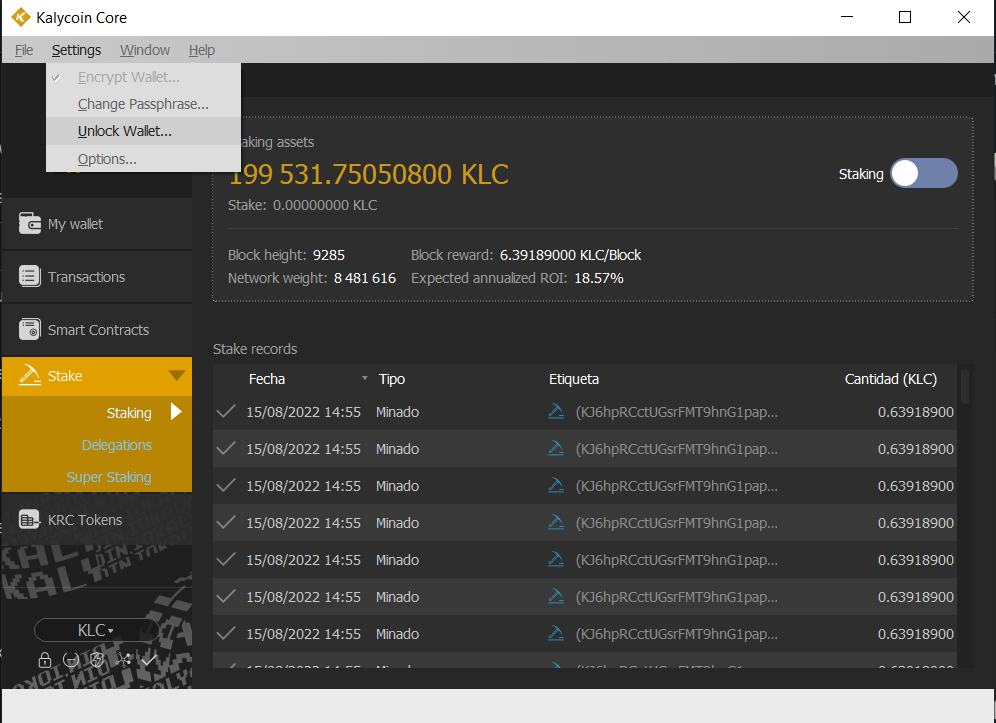 Kalycoin Core
File Settings Window Help
Encrypt Wallet...
Change Passphrase...
Unlock Wallet...
Options...
aking assets
199 531.75050800 KLC
Staking
Stake: 0.00000000 KLC
Block height: 9285 Block reward: 6.39189000 KLC/Block
Network weight: 8 481 616 Expected annualized ROI: 18.57%
My wallet
Transactions
Smart Contracts
Stake
Staking
Delegations
Super Staking
KRC Tokens
KLC
Stake records
Fecha Tipo Etiqueta Cantidad (KLC)
15/08/2022 14:55 Minado (KJ6hpRCctUGsrFMT9hnG1pap... 0.63918900
15/08/2022 14:55 Minado (KJ6hpRCctUGsrFMT9hnG1pap... 0.63918900
15/08/2022 14:55 Minado (KJ6hpRCctUGsrFMT9hnG1pap... 0.63918900
15/08/2022 14:55 Minado (KJ6hpRCctUGsrFMT9hnG1pap... 0.63918900
15/08/2022 14:55 Minado (KJ6hpRCctUGsrFMT9hnG1pap... 0.63918900
15/08/2022 14:55 Minado (KJ6hpRCctUGsrFMT9hnG1pap... 0.63918900
15/08/2022 14:55 Minado (KJ6hpRCctUGsrFMT9hnG1pap... 0.63918900